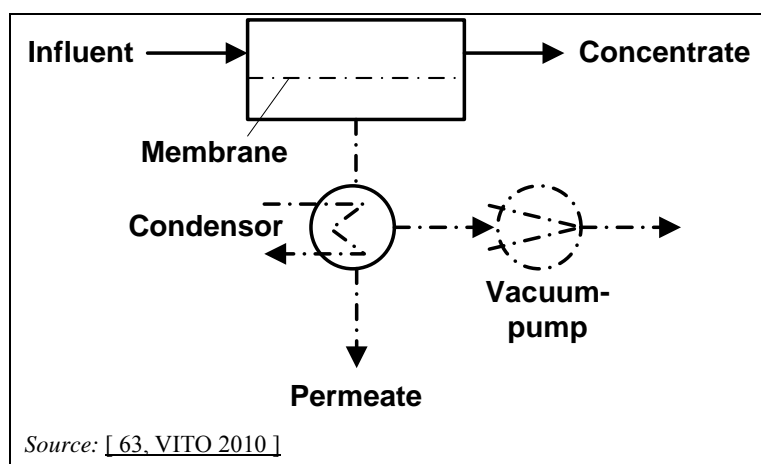 Influent
Concentrate
Membrane
Condensor
Vacuum-
pump
Permeate
Source: [ 63, VITO 2010 ]